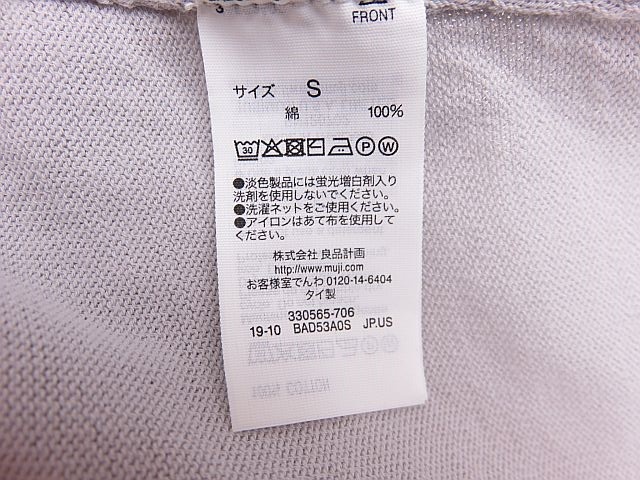 FRONT
サイズ S
綿 100%
30 P W
●淡色製品には蛍光増白剤入り
洗剤を使用しないでください。
●洗濯ネットをご使用ください。
●アイロンはあて布を使用して
ください。
株式会社 良品計画
http://www.muji.com
お客様室でんわ 0120-14-6404
タイ製
330565-706
19-10 BAD53A0S JP.US